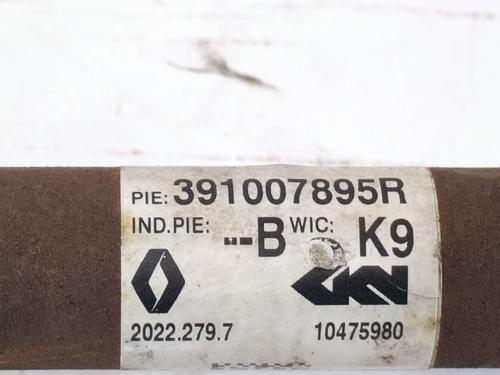 PIE: 391007895R
IND.PIE: --B WIC: K9
2022.279.7 10475980